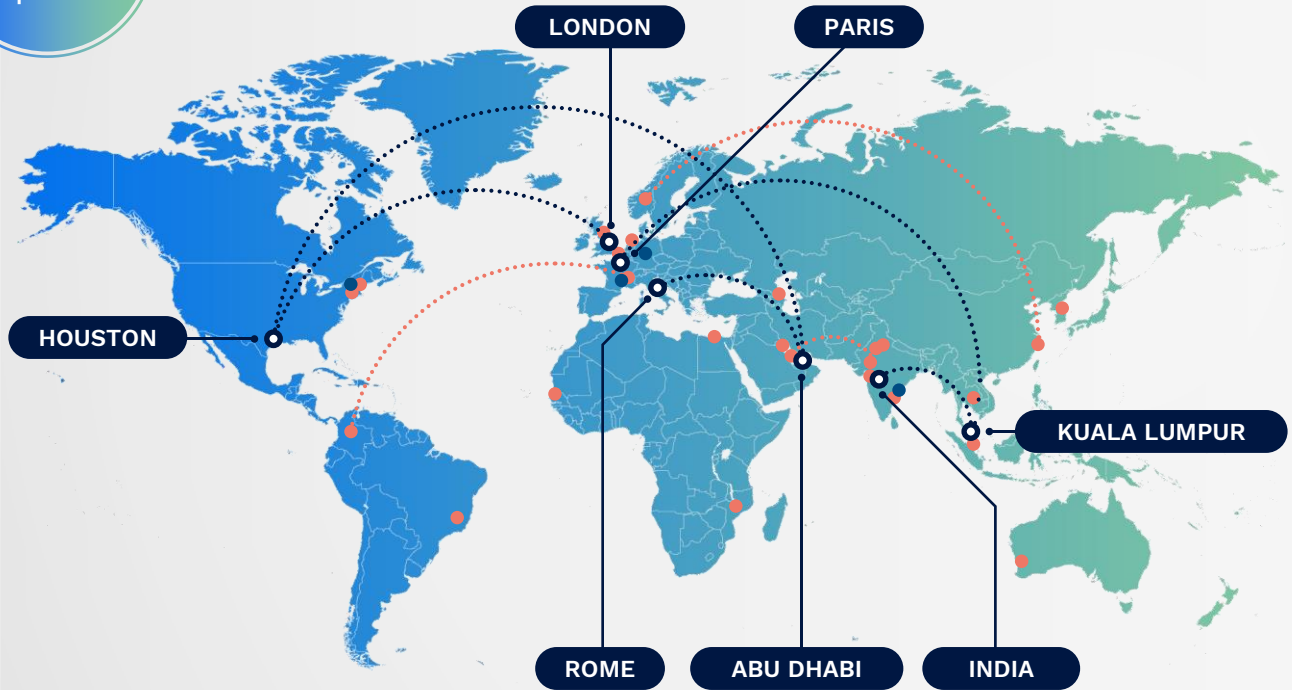 LONDON
PARIS
HOUSTON
KUALA LUMPUR
ROME
ABU DHABI
INDIA